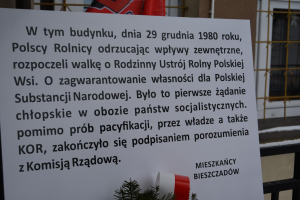 W tym budynku, dnia 29 grudnia 1980 roku,
Polscy Rolnicy odrzucając wpływy zewnętrzne,
rozpoczeli walkę o Rodzinny Ustrój Rolny Polskiej
Wsi. O zagwarantowanie własności dla Polskiej
Substancji Narodowej. Było to pierwsze żądanie
chłopskie w obozie państw socjalistycznych.
pomimo prób pacyfikacji, przez władze a także
KOR, zakończyło się podpisaniem porozumienia
z Komisją Rządową.
MIESZKAŃCY
BIESZCZADÓW